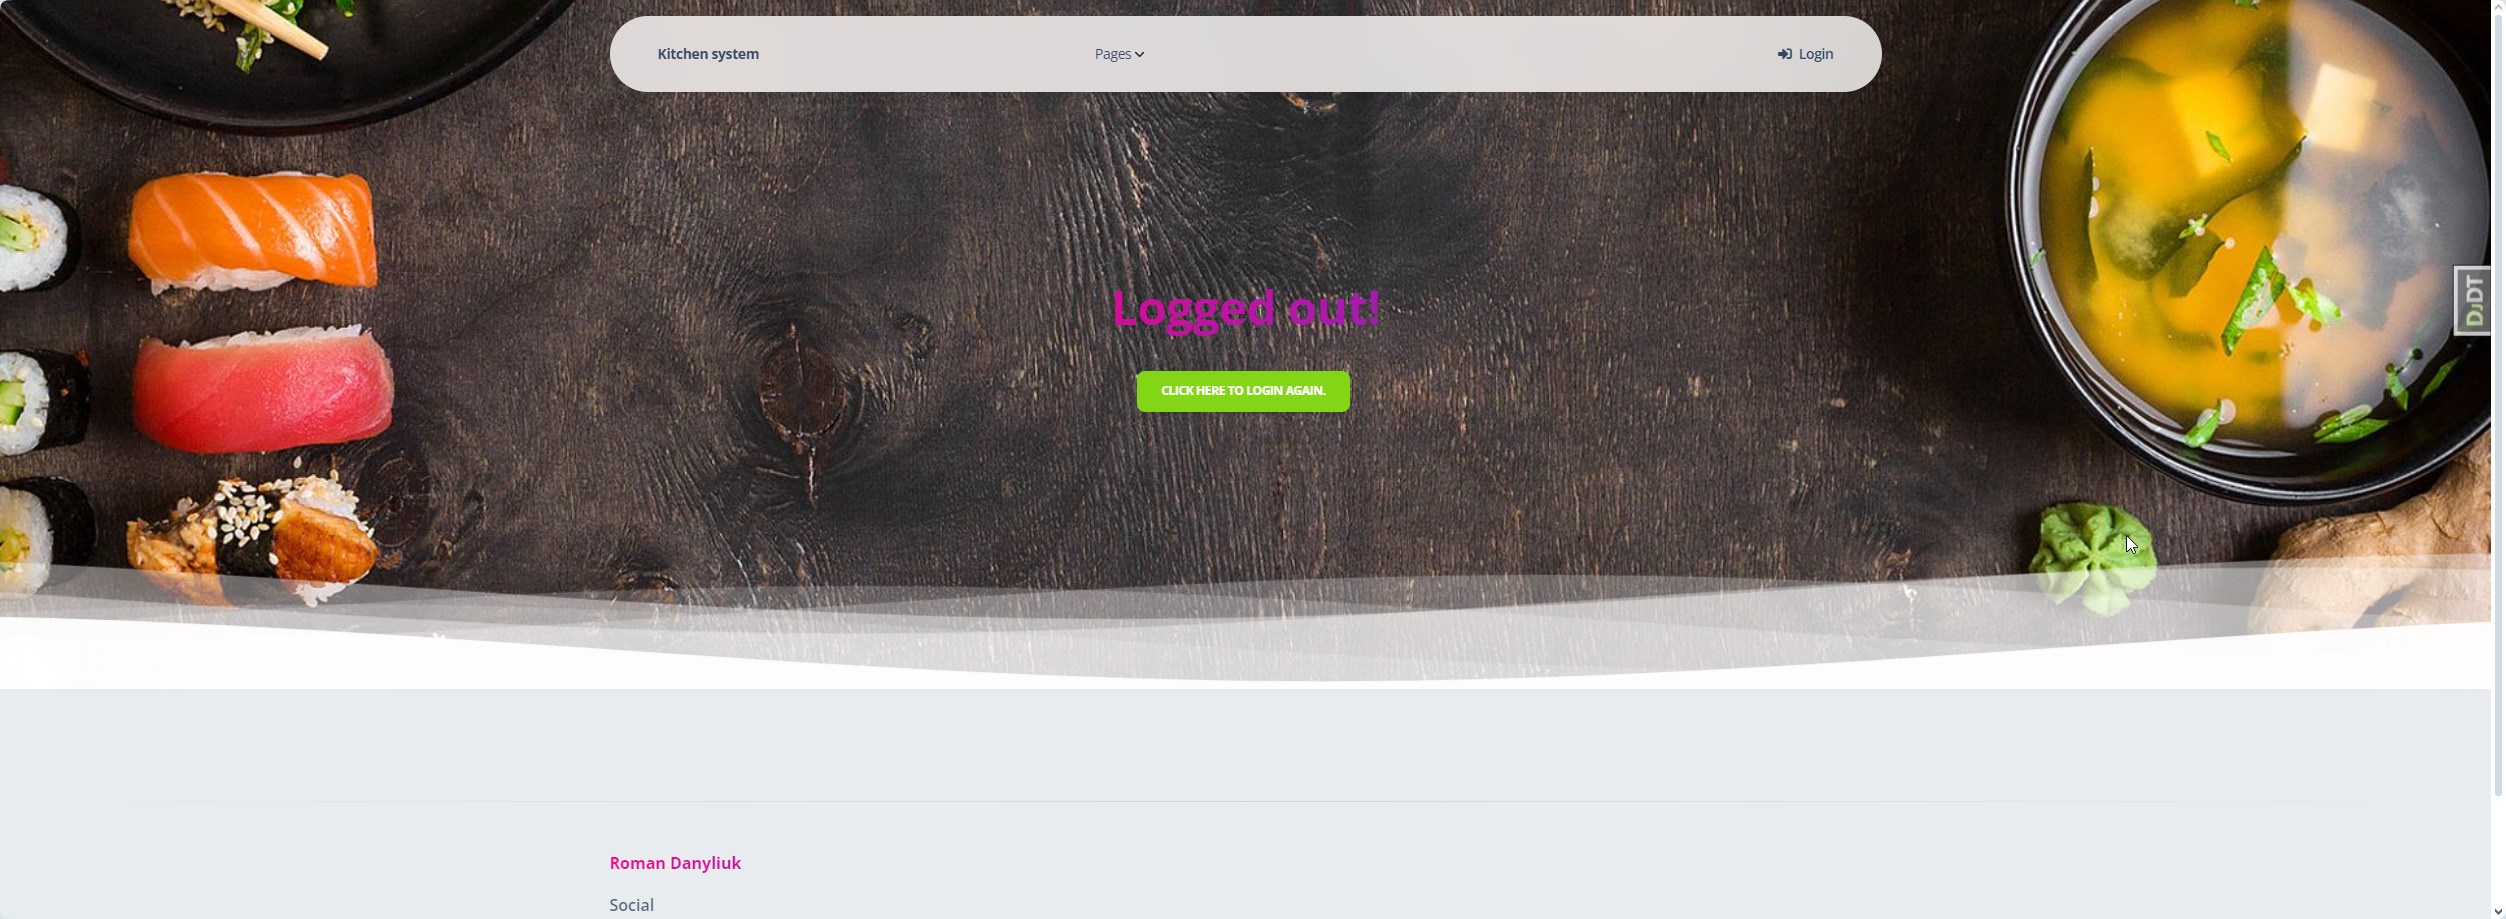 Kitchen system
Pages
Login
DJDT
Logged out!
CLICK HERE TO LOGIN AGAIN.
Roman Danyliuk
Social